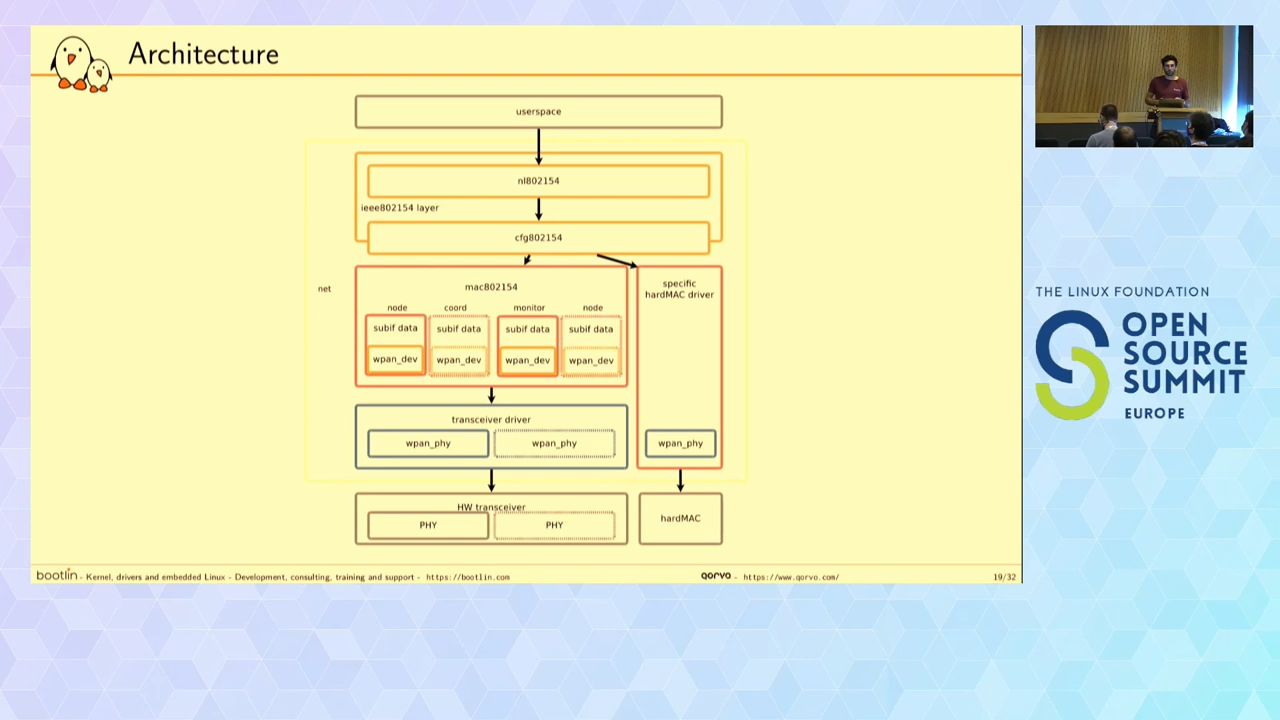 Architecture
userspace
nl802154
ieee802154 layer
cfg802154
net
mac802154
specific
hardMAC driver
node
coord
monitor
node
subif data
subif data
subif data
subif data
wpan_dev
wpan_dev
wpan_dev
wpan_dev
transceiver driver
wpan_phy
wpan_phy
wpan_phy
HW transceiver
PHY
PHY
hardMAC
bootlin - Kernel, drivers and embedded Linux - Development, consulting, training and support - https://bootlin.com
qorvo - https://www.qorvo.com/
19/32
THE LINUX FOUNDATION
OPEN
SOURCE
SUMMIT
EUROPE